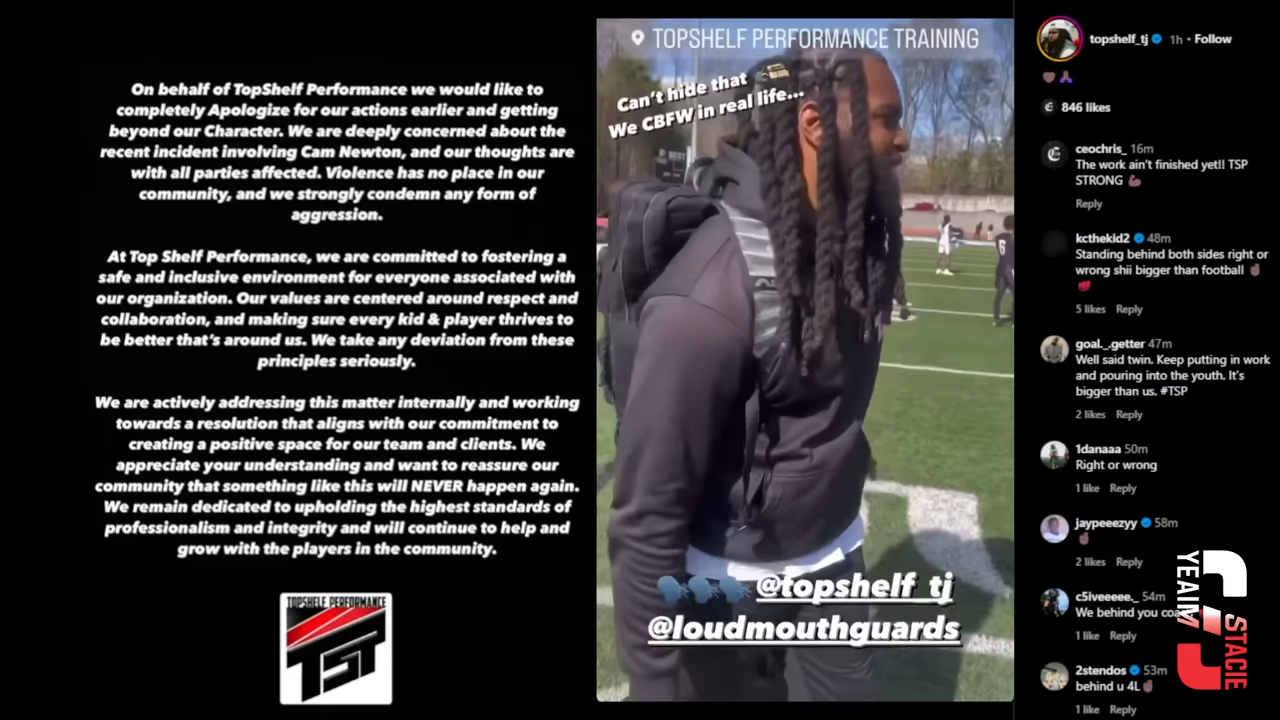 On behalf of TopShelf Performance we would like to
completely Apologize for our actions earlier and getting
beyond our Character. We are deeply concerned about the
recent incident involving Cam Newton, and our thoughts are
with all parties affected. Violence has no place in our
community, and we strongly condemn any form of
aggression.
At Top Shelf Performance, we are committed to fostering a
safe and inclusive environment for everyone associated with
our organization. Our values are centered around respect and
collaboration, and making sure every kid & player thrives to
be better that's around us. We take any deviation from these
principles seriously.
We are actively addressing this matter internally and working
towards a resolution that aligns with our commitment to
creating a positive space for our team and clients. We
appreciate your understanding and want to reassure our
community that something like this will NEVER happen again.
We remain dedicated to upholding the highest standards of
professionalism and integrity and will continue to help and
grow with the players in the community.
TOPSHELF PERFORMANCE
TSP
TOPSHELF PERFORMANCE TRAINING
Can't hide that
We CBFW in real life...
6
🗣🗣🗣 @topshelf_tj
@loudmouthguards
topshelf_tj 1h • Follow
846 likes
ceochris_ 16m
The work ain't finished yet!! TSP
STRONG 💪🏾
Reply
kcthekid2 48m
Standing behind both sides right or
wrong shii bigger than football
5 likes Reply
goal._.getter 47m
Well said twin. Keep putting in work
and pouring into the youth. It's
bigger than us. #TSP
2 likes Reply
1danaaa 50m
Right or wrong
1 like Reply
jaypeeezyy 58m
2 likes Reply
c5iveeeee._ 54m
We behind you
1 like Reply
2stendos 53m
behind u 4L
1 like Reply
YEAIM
STACIE